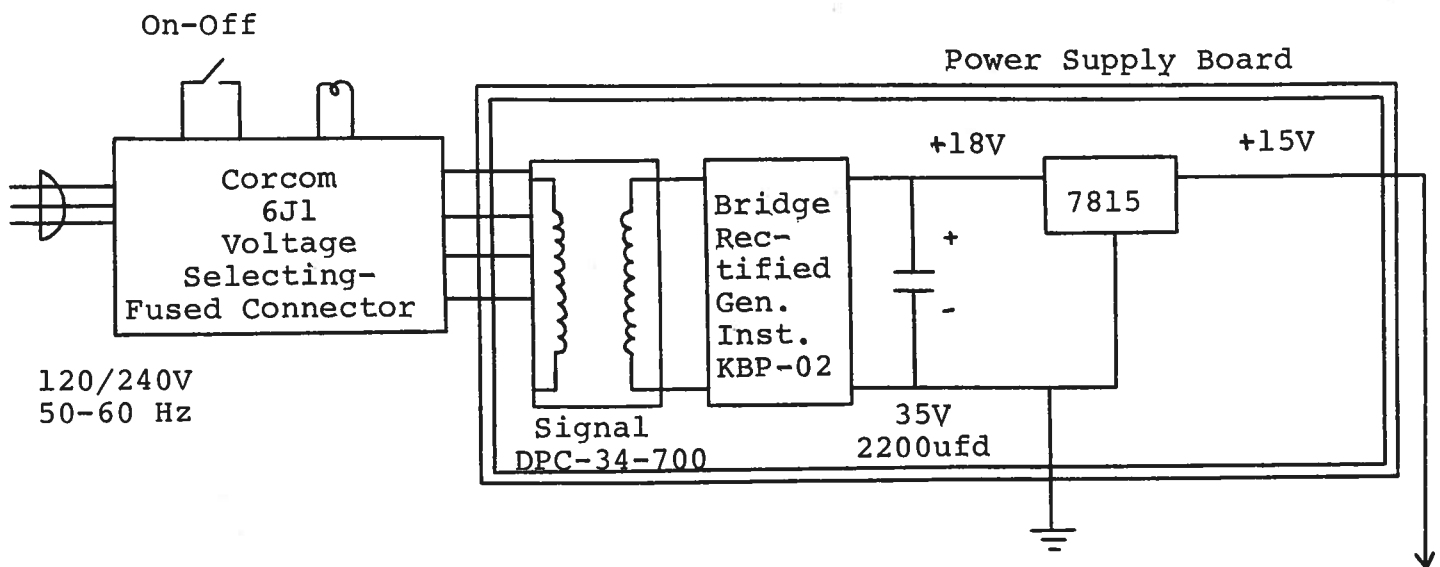 On-Off
Power Supply Board
Corcom
6J1
Voltage
Selecting-
Fused Connector
120/240V
50-60 Hz
Signal
DPC-34-700
Bridge
Rec-
tified
Gen.
Inst.
KBP-02
+18V
+
-
35V
2200ufd
7815
+15V